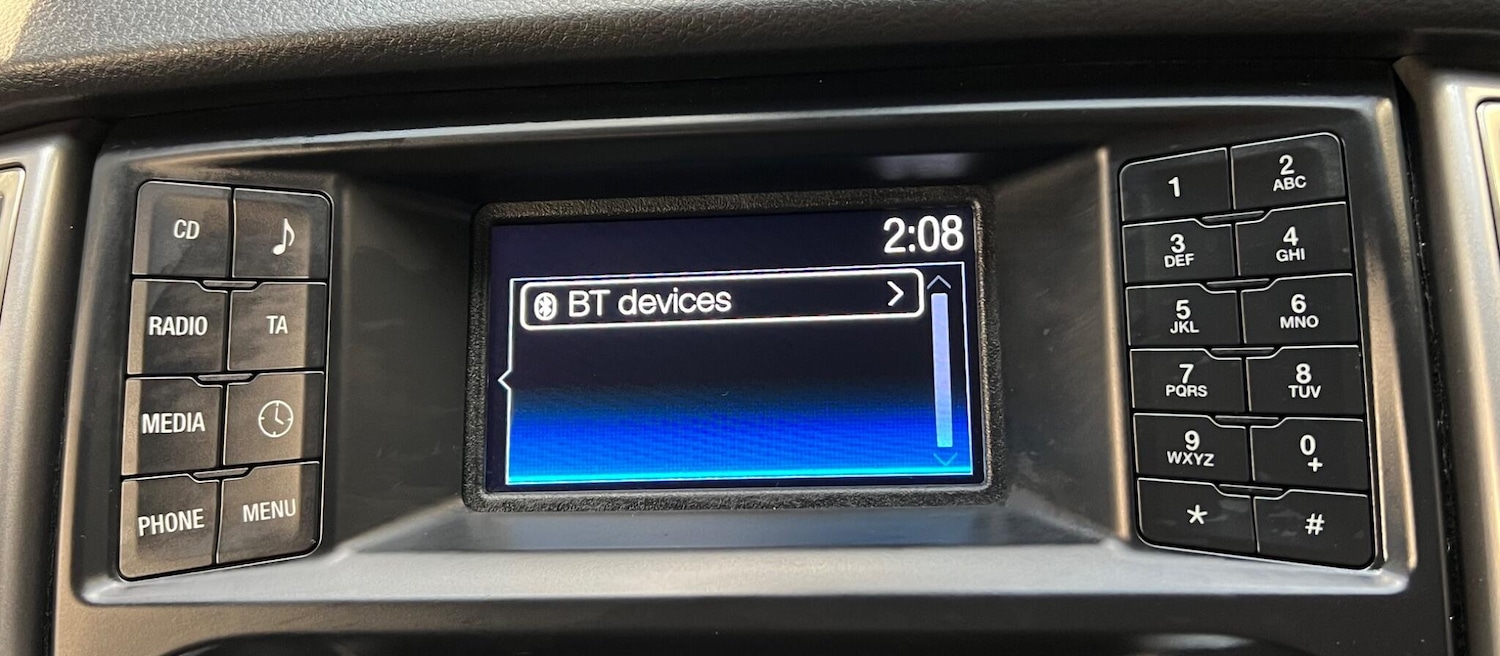 CD
RADIO TA
MEDIA
PHONE MENU
2:08
BT devices
1 2 ABC
3 DEF 4 GHI
5 JKL 6 MNO
7 PQRS 8 TUV
9 WXYZ 0 +
* #